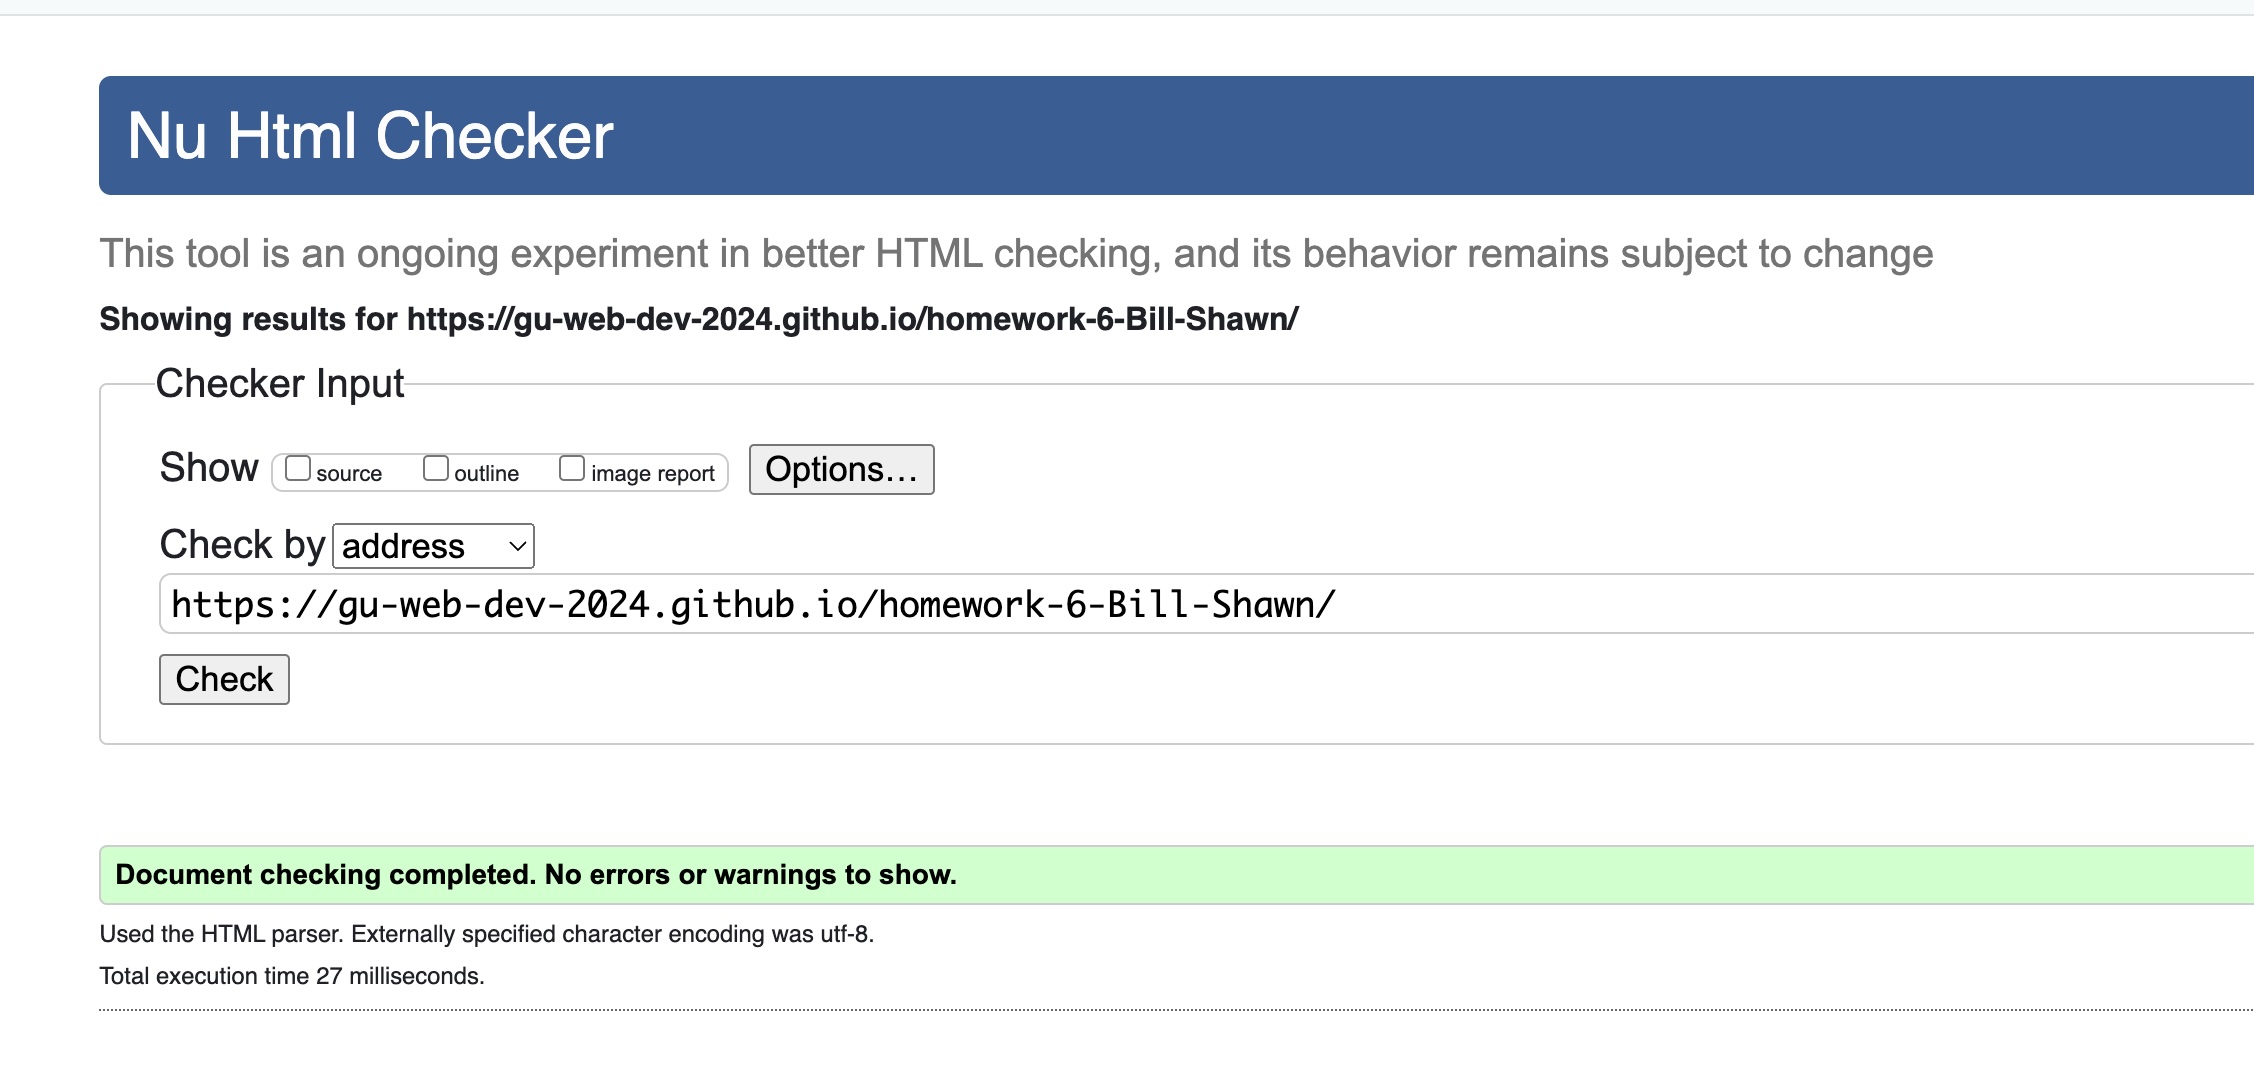 Nu Html Checker
This tool is an ongoing experiment in better HTML checking, and its behavior remains subject to change
Showing results for https://gu-web-dev-2024.github.io/homework-6-Bill-Shawn/
Checker Input
Show source outline image report Options...
Check by address
https://gu-web-dev-2024.github.io/homework-6-Bill-Shawn/
Check
Document checking completed. No errors or warnings to show.
Used the HTML parser. Externally specified character encoding was utf-8.
Total execution time 27 milliseconds.